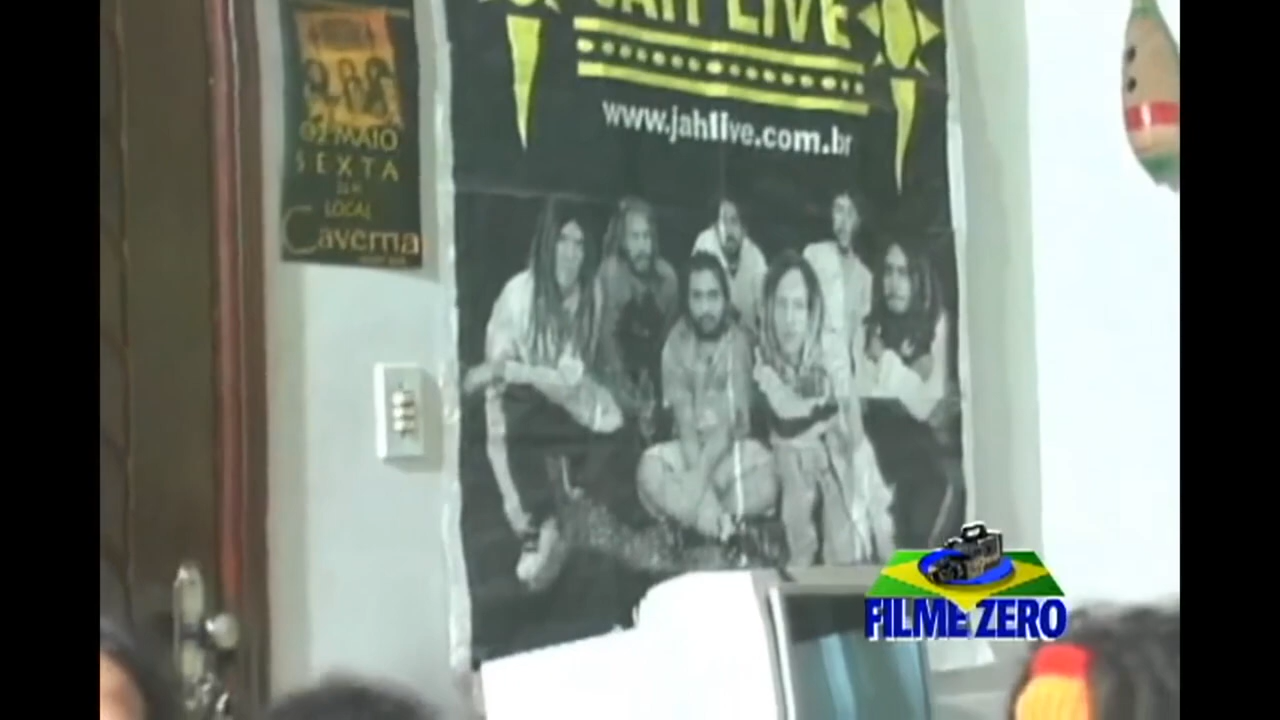 JAH LIVE
www.jahlive.com.br
02 MAIO
SEXTA
LOCAL
Caverna
FILME ZERO